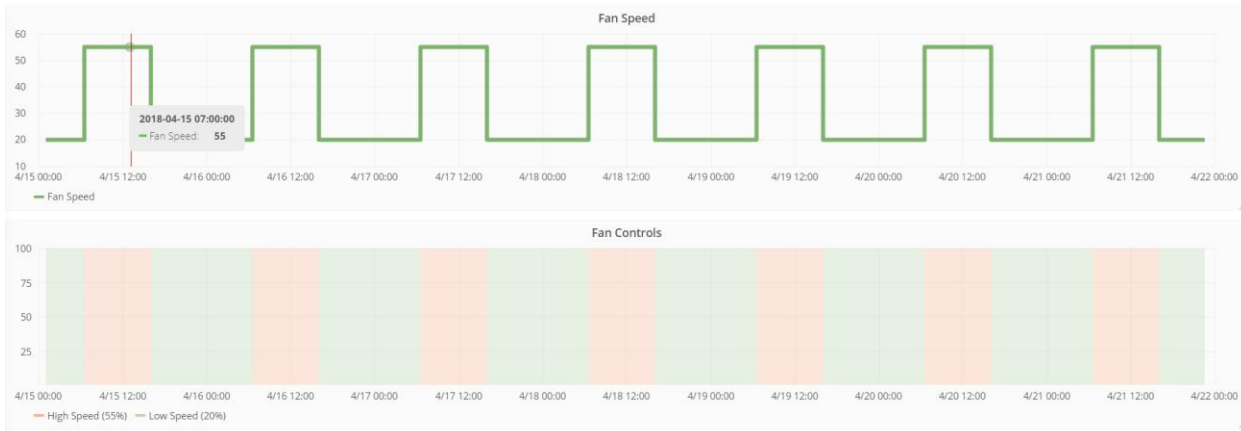 Fan Speed
60
50
40
30
20
10
2018-04-15 07:00:00
Fan Speed: 55
4/15 00:00 4/15 12:00 4/16 00:00 4/16 12:00 4/17 00:00 4/17 12:00 4/18 00:00 4/18 12:00 4/19 00:00 4/19 12:00 4/20 00:00 4/20 12:00 4/21 00:00 4/21 12:00 4/22 00:00
Fan Speed
Fan Controls
100
75
50
25
4/15 00:00 4/15 12:00 4/16 00:00 4/16 12:00 4/17 00:00 4/17 12:00 4/18 00:00 4/18 12:00 4/19 00:00 4/19 12:00 4/20 00:00 4/20 12:00 4/21 00:00 4/21 12:00 4/22 00:00
High Speed (55%) Low Speed (20%)